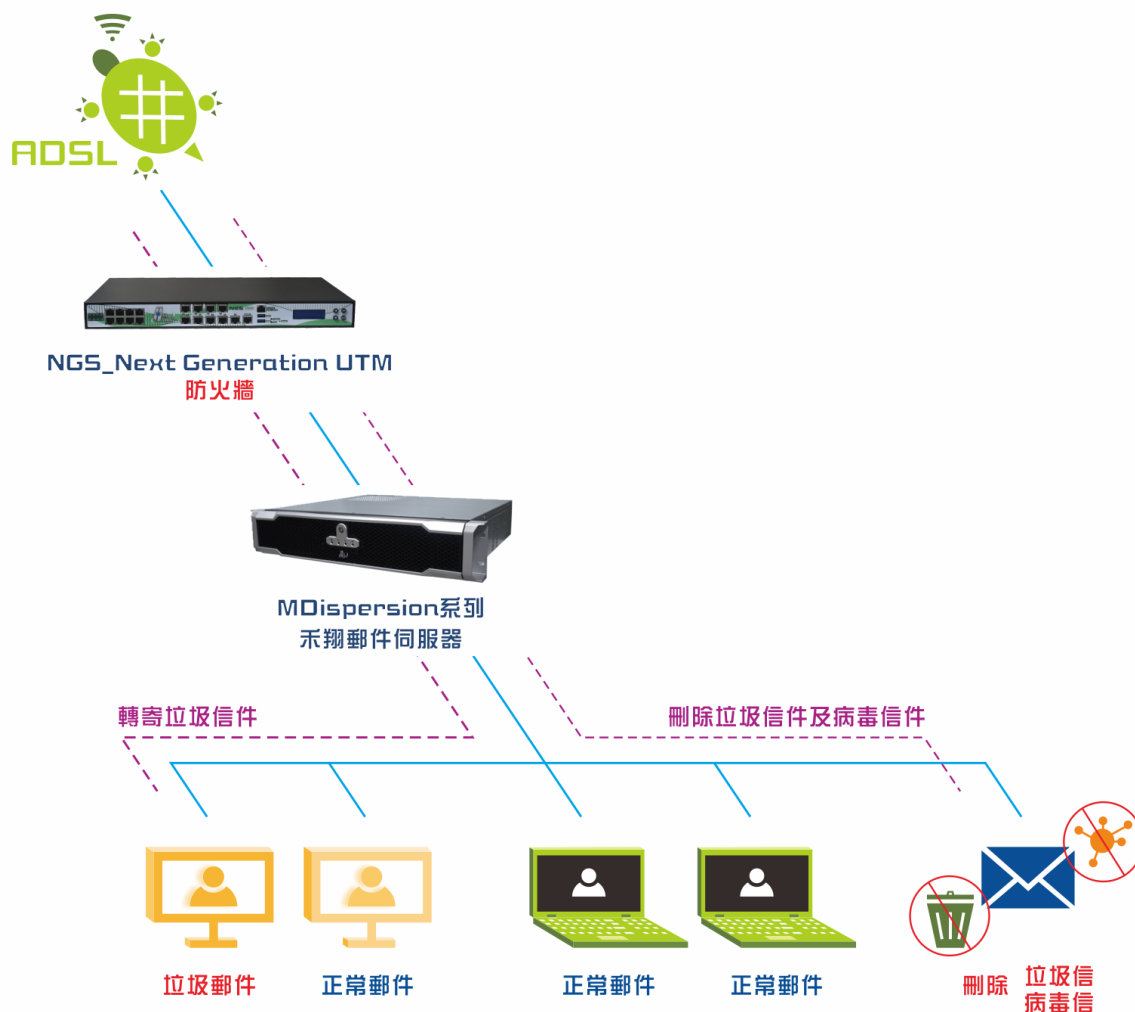 ADSL
NGS_Next Generation UTM
防火牆
MDispersion系列
禾翔郵件伺服器
轉寄垃圾信件
刪除垃圾信件及病毒信件
垃圾郵件
正常郵件
正常郵件
正常郵件
刪除
垃圾信
病毒信